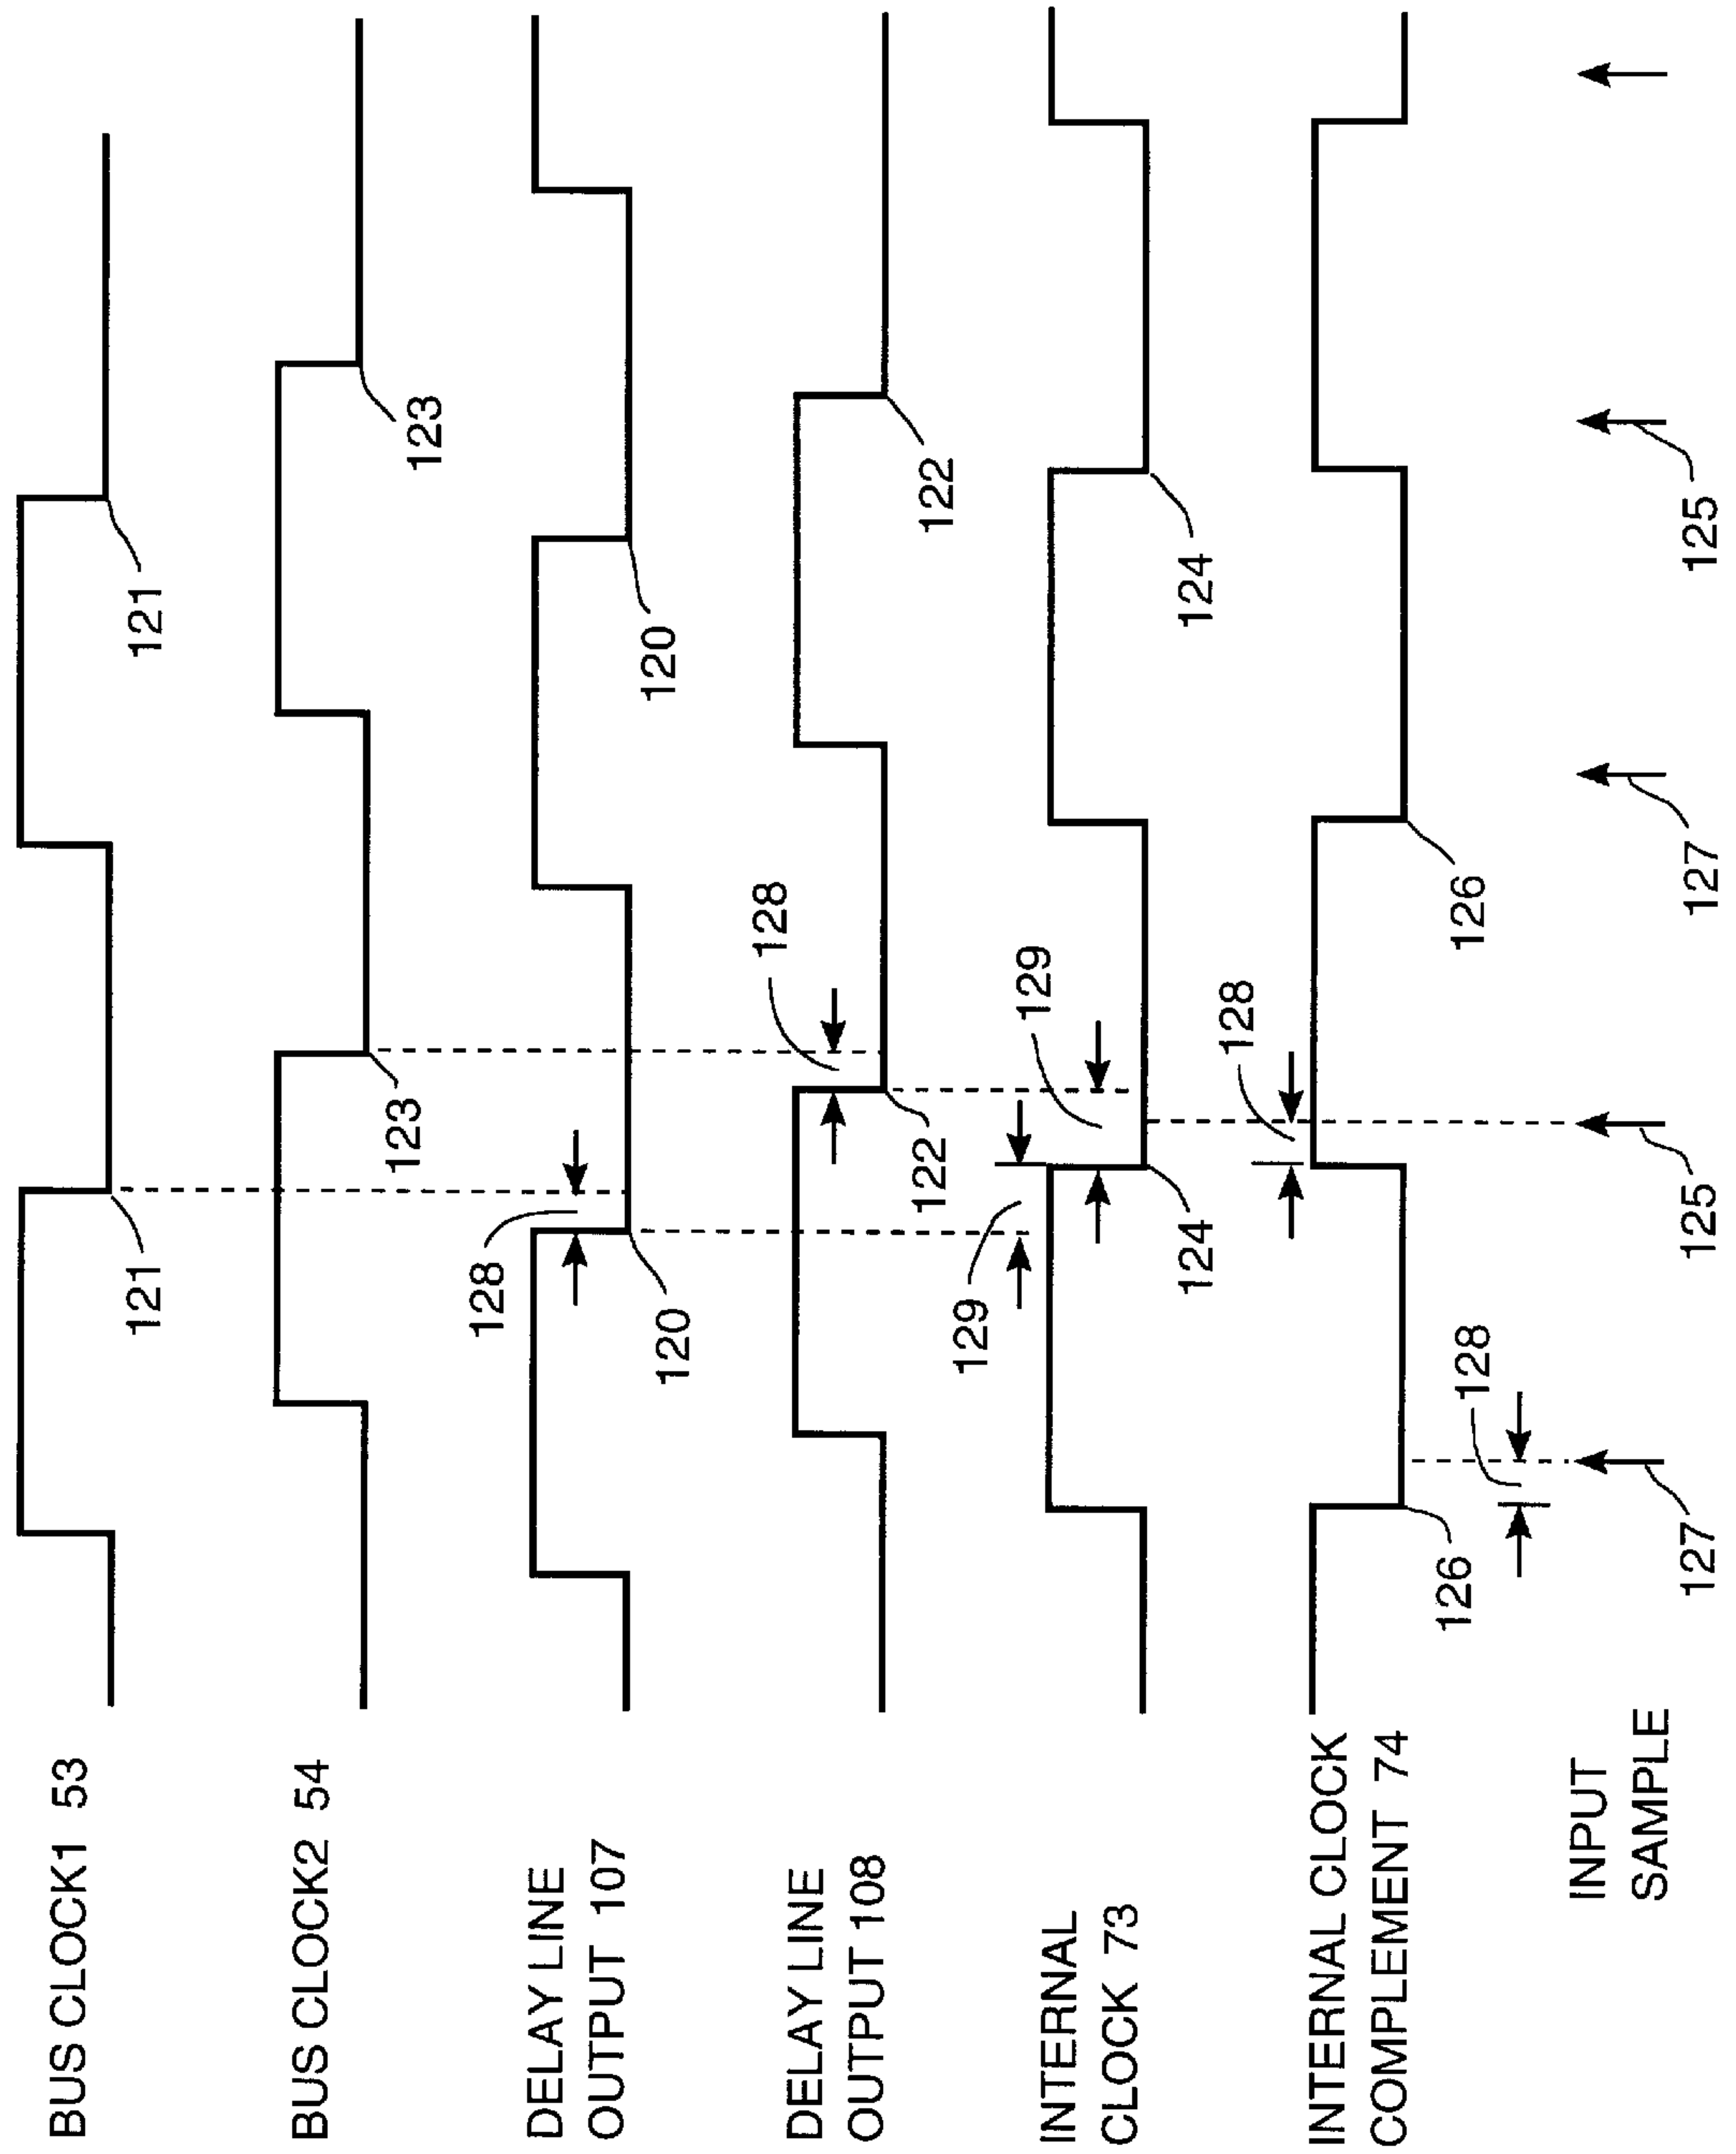 BUS CLOCK1 53
121
121
BUS CLOCK2 54
123
123
DELAY LINE
OUTPUT 107
128
120
120
DELAY LINE
OUTPUT 108
128
122
122
INTERNAL
CLOCK 73
129
129
124
124
INTERNAL CLOCK
COMPLEMENT 74
128
126
126
128
INPUT
SAMPLE
127
125
127
125